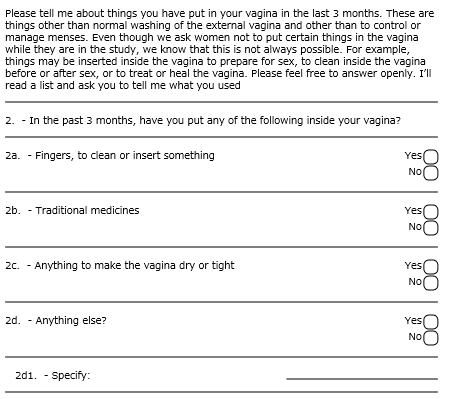 Please tell me about things you have put in your vagina in the last 3 months. These are
things other than normal washing of the external vagina and other than to control or
manage menses. Even though we ask women not to put certain things in the vagina
while they are in the study, we know that this is not always possible. For example,
things may be inserted inside the vagina to prepare for sex, to clean inside the vagina
before or after sex, or to treat or heal the vagina. Please feel free to answer openly. I'll
read a list and ask you to tell me what you used
2. - In the past 3 months, have you put any of the following inside your vagina?
2a. - Fingers, to clean or insert something Yes
No
2b. - Traditional medicines Yes
No
2c. - Anything to make the vagina dry or tight Yes
No
2d. - Anything else? Yes
No
2d1. - Specify: